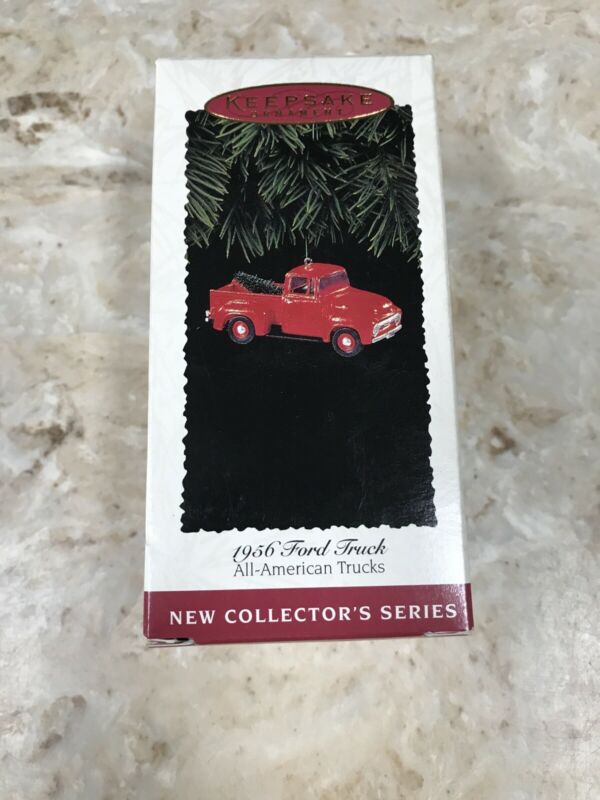 KEEPSAKE
ORNAMENT
1956 Ford Truck
All-American Trucks
NEW COLLECTOR'S SERIES